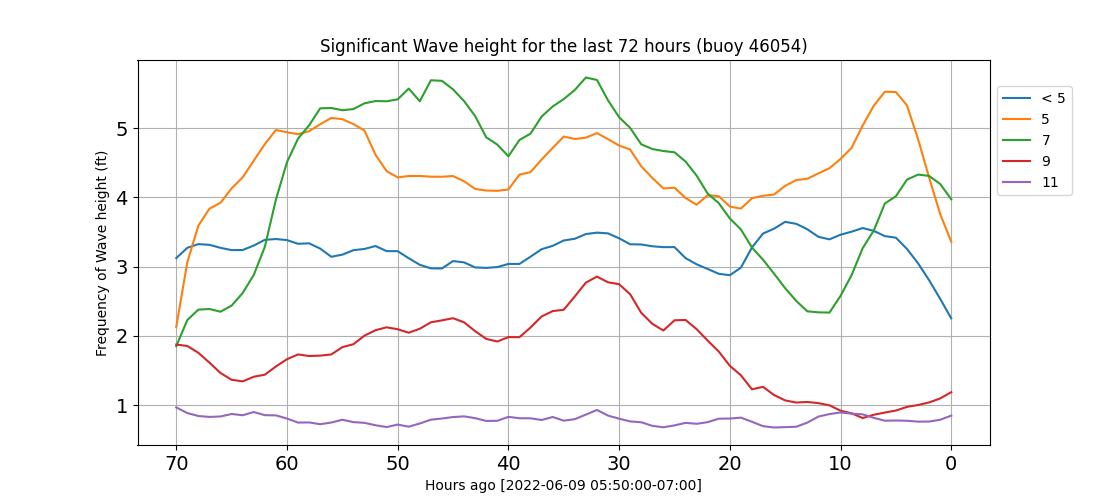 Significant Wave height for the last 72 hours (buoy 46054)
Frequency of Wave height (ft)
5
4
3
2
1
70 60 50 40 30 20 10 0
Hours ago [2022-06-09 05:50:00-07:00]
< 5
5
7
9
11